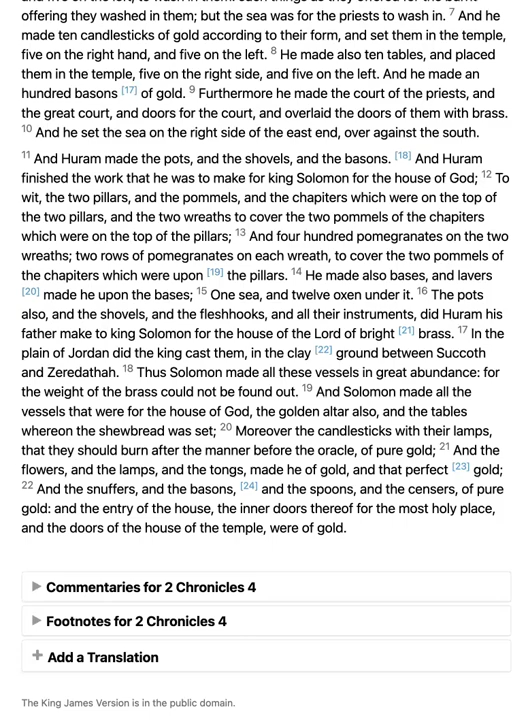 offering they washed in them; but the sea was for the priests to wash in. 7 And he
made ten candlesticks of gold according to their form, and set them in the temple,
five on the right hand, and five on the left. 8 He made also ten tables, and placed
them in the temple, five on the right side, and five on the left. And he made an
hundred basons [17] of gold. 9 Furthermore he made the court of the priests, and
the great court, and doors for the court, and overlaid the doors of them with brass.
10 And he set the sea on the right side of the east end, over against the south.
11 And Huram made the pots, and the shovels, and the basons. [18] And Huram
finished the work that he was to make for king Solomon for the house of God; 12 To
wit, the two pillars, and the pommels, and the chapiters which were on the top of
the two pillars, and the two wreaths to cover the two pommels of the chapiters
which were on the top of the pillars; 13 And four hundred pomegranates on the two
wreaths; two rows of pomegranates on each wreath, to cover the two pommels of
the chapiters which were upon [19] the pillars. 14 He made also bases, and lavers
[20] made he upon the bases; 15 One sea, and twelve oxen under it. 16 The pots
also, and the shovels, and the fleshhooks, and all their instruments, did Huram his
father make to king Solomon for the house of the Lord of bright [21] brass. 17 In the
plain of Jordan did the king cast them, in the clay [22] ground between Succoth
and Zeredathah. 18 Thus Solomon made all these vessels in great abundance: for
the weight of the brass could not be found out. 19 And Solomon made all the
vessels that were for the house of God, the golden altar also, and the tables
whereon the shewbread was set; 20 Moreover the candlesticks with their lamps,
that they should burn after the manner before the oracle, of pure gold; 21 And the
flowers, and the lamps, and the tongs, made he of gold, and that perfect [23] gold;
22 And the snuffers, and the basons, [24] and the spoons, and the censers, of pure
gold: and the entry of the house, the inner doors thereof for the most holy place,
and the doors of the house of the temple, were of gold.
Commentaries for 2 Chronicles 4
Footnotes for 2 Chronicles 4
Add a Translation
The King James Version is in the public domain.